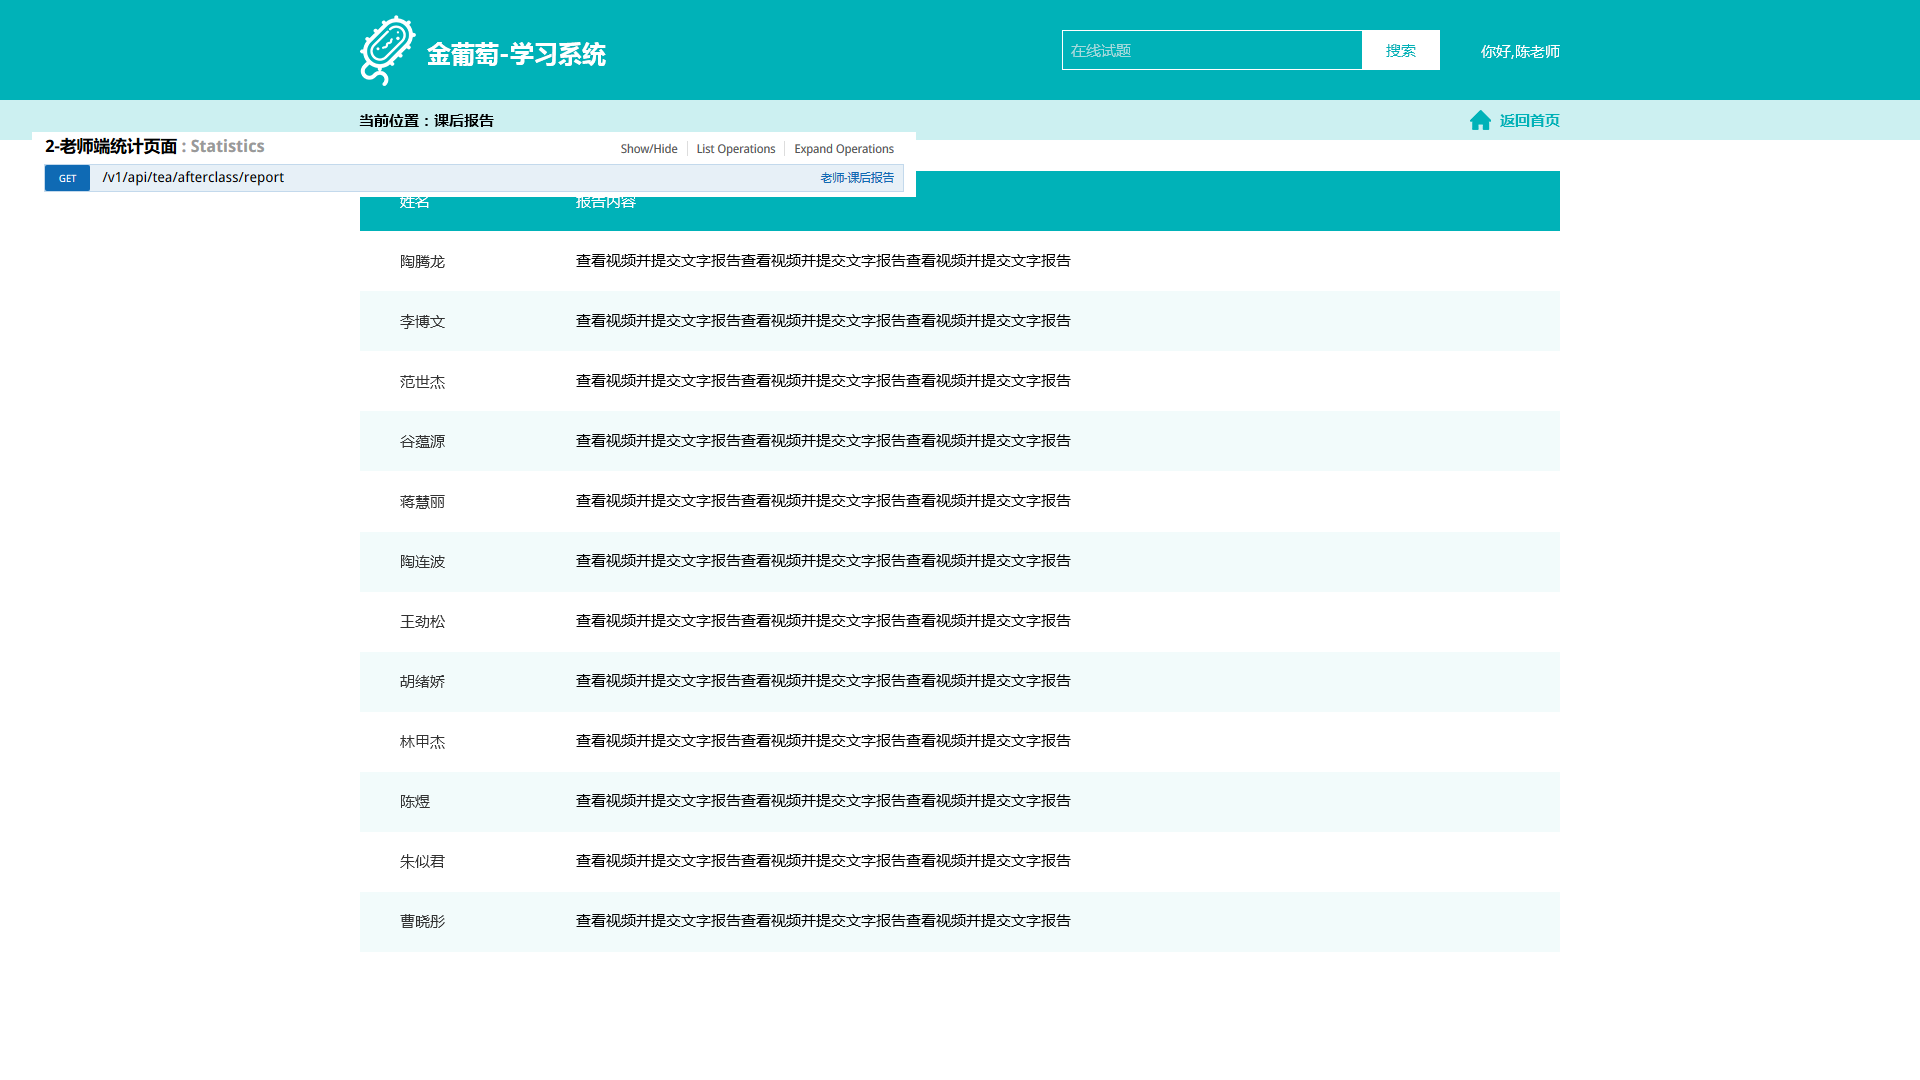 金葡萄-学习系统
在线试题 搜索 你好,陈老师
当前位置：课后报告 返回首页
2-老师端统计页面 : Statistics Show/Hide List Operations Expand Operations
GET /v1/api/tea/afterclass/report 老师-课后报告
姓名 报告内容
陶腾龙 查看视频并提交文字报告查看视频并提交文字报告查看视频并提交文字报告
李博文 查看视频并提交文字报告查看视频并提交文字报告查看视频并提交文字报告
范世杰 查看视频并提交文字报告查看视频并提交文字报告查看视频并提交文字报告
谷蕴源 查看视频并提交文字报告查看视频并提交文字报告查看视频并提交文字报告
蒋慧丽 查看视频并提交文字报告查看视频并提交文字报告查看视频并提交文字报告
陶连波 查看视频并提交文字报告查看视频并提交文字报告查看视频并提交文字报告
王劲松 查看视频并提交文字报告查看视频并提交文字报告查看视频并提交文字报告
胡绪娇 查看视频并提交文字报告查看视频并提交文字报告查看视频并提交文字报告
林甲杰 查看视频并提交文字报告查看视频并提交文字报告查看视频并提交文字报告
陈煜 查看视频并提交文字报告查看视频并提交文字报告查看视频并提交文字报告
朱似君 查看视频并提交文字报告查看视频并提交文字报告查看视频并提交文字报告
曹晓彤 查看视频并提交文字报告查看视频并提交文字报告查看视频并提交文字报告